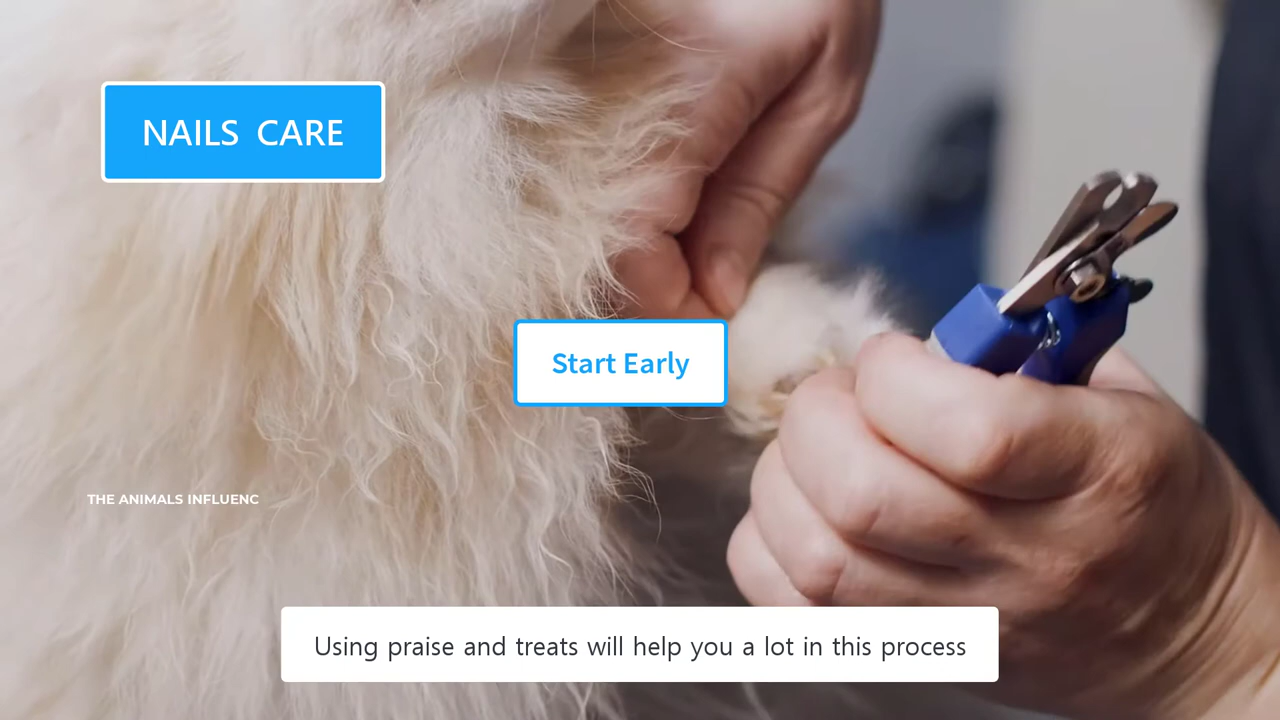 NAILS CARE
Start Early
THE ANIMALS INFLUENC
Using praise and treats will help you a lot in this process